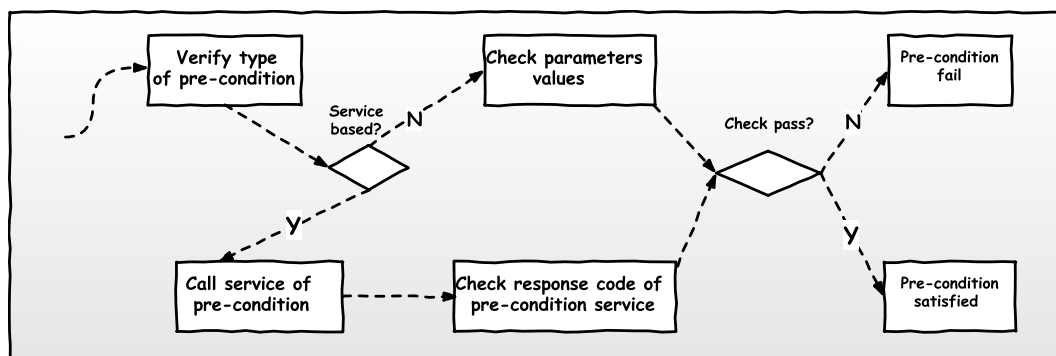 Verify type
of pre-condition
Service
based?
N
Check parameters
values
Check pass?
N
Pre-condition
fail
Y
Call service of
pre-condition
Check response code of
pre-condition service
Y
Pre-condition
satisfied